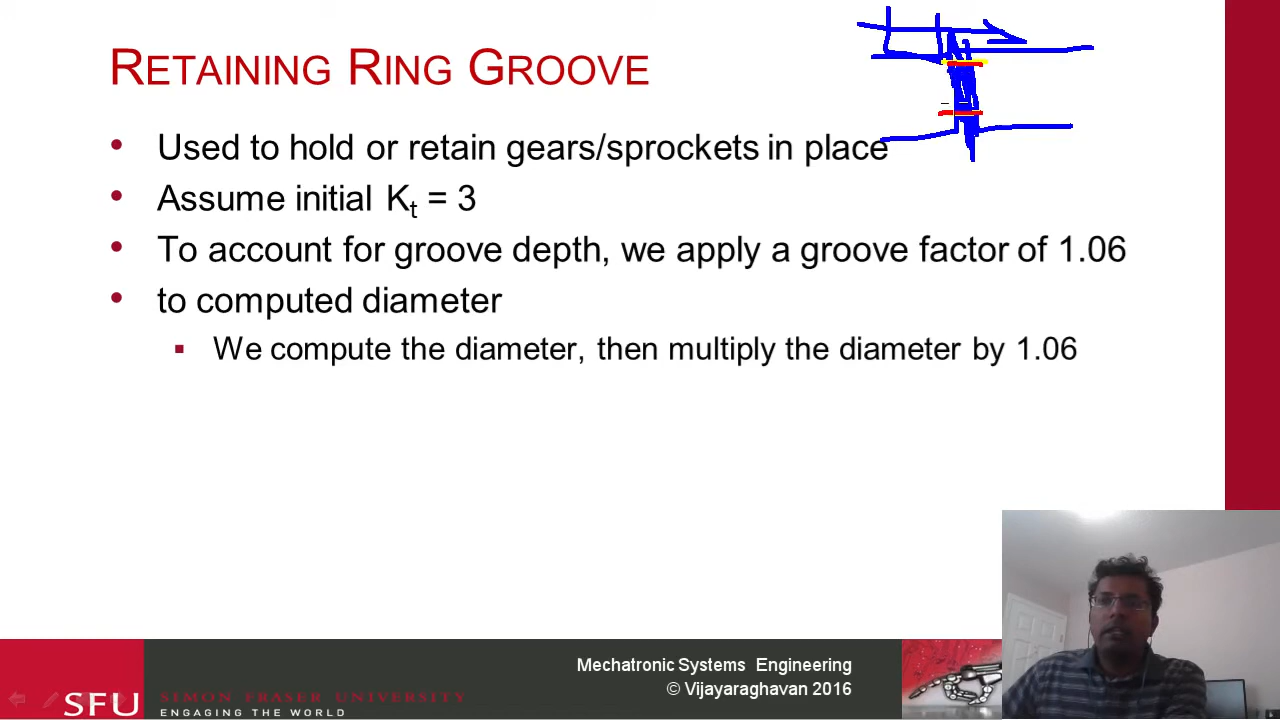 RETAINING RING GROOVE
• Used to hold or retain gears/sprockets in place
• Assume initial Kt = 3
• To account for groove depth, we apply a groove factor of 1.06
• to computed diameter
▪ We compute the diameter, then multiply the diameter by 1.06
Mechatronic Systems Engineering
© Vijayaraghavan 2016
SFU SIMON FRASER UNIVERSITY
ENGAGING THE WORLD